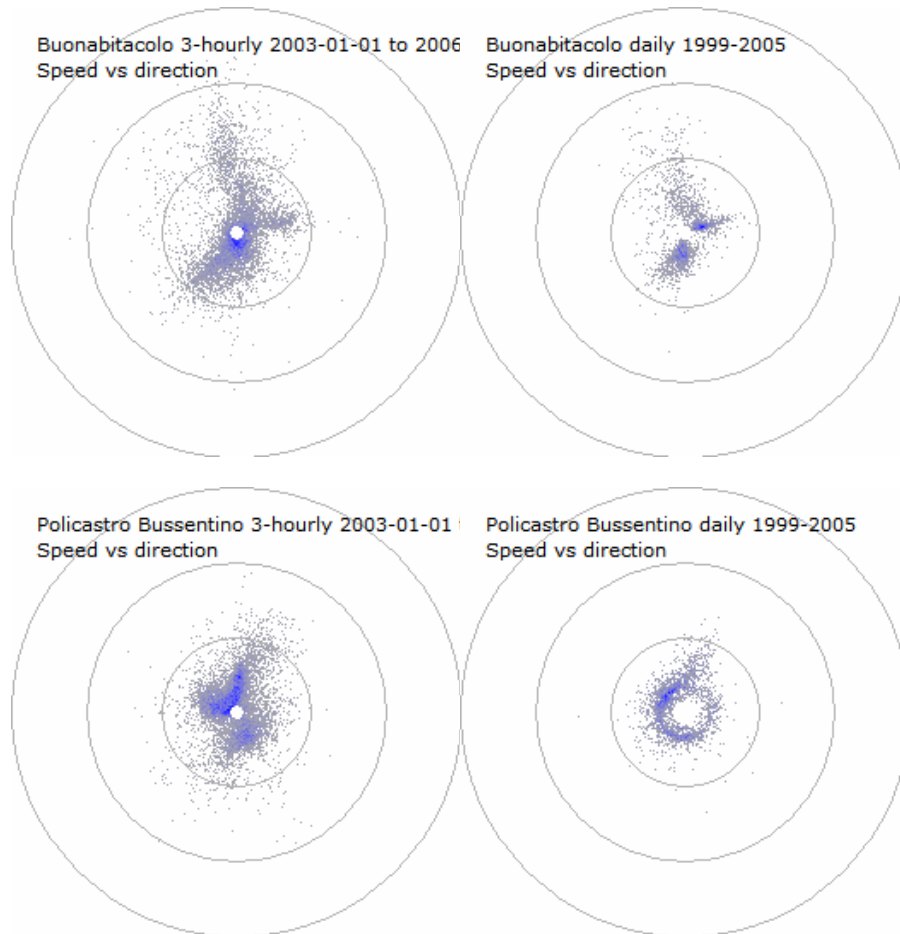 Buonabitacolo 3-hourly 2003-01-01 to 2006
Speed vs direction
Buonabitacolo daily 1999-2005
Speed vs direction
Policastro Bussentino 3-hourly 2003-01-01
Speed vs direction
Policastro Bussentino daily 1999-2005
Speed vs direction